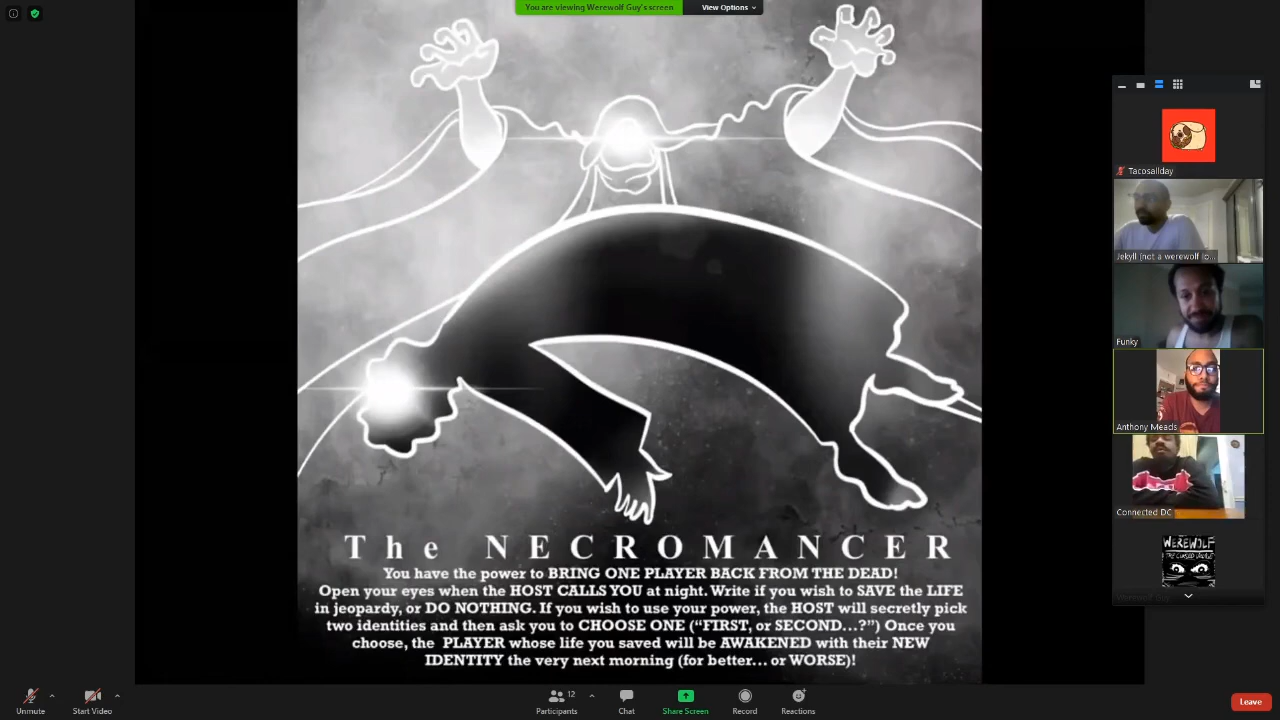 You are viewing Werewolf Guy's screen
View Options
Tacosallday
Jekyll (not a werewolf lo...
Funky
Anthony Meads
Connected DC
WEREWOLF
THE CURSED VILLAGE
Werewolf Guy
The NECROMANCER
You have the power to BRING ONE PLAYER BACK FROM THE DEAD!
Open your eyes when the HOST CALLS YOU at night. Write if you wish to SAVE the LIFE
in jeopardy, or DO NOTHING. If you wish to use your power, the HOST will secretly pick
two identities and then ask you to CHOOSE ONE (“FIRST, or SECOND...?”) Once you
choose, the PLAYER whose life you saved will be AWAKENED with their NEW
IDENTITY the very next morning (for better... or WORSE)!
Unmute
Start Video
12
Participants
Chat
Share Screen
Record
Reactions
Leave